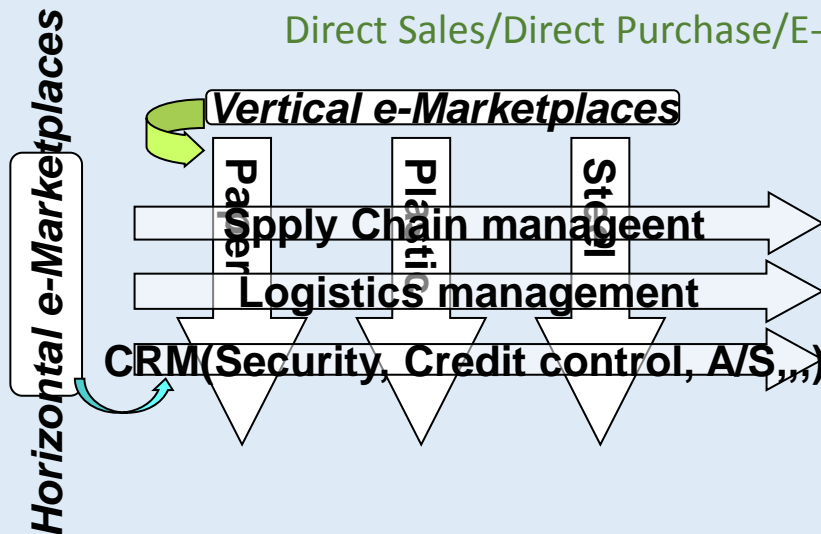 Direct Sales/Direct Purchase/E-
Vertical e-Marketplaces
Horizontal e-Marketplaces
Paper
Plastic
Steel
Spply Chain manageent
Logistics management
CRM(Security, Credit control, A/S,,,)